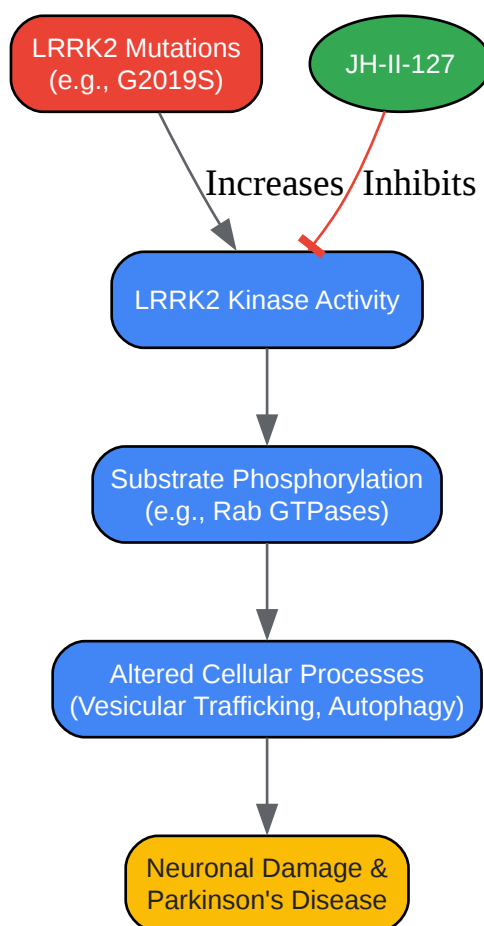 LRRK2 Mutations
(e.g., G2019S)
JH-II-127
Increases
Inhibits
LRRK2 Kinase Activity
Substrate Phosphorylation
(e.g., Rab GTPases)
Altered Cellular Processes
(Vesicular Trafficking, Autophagy)
Neuronal Damage &
Parkinson's Disease